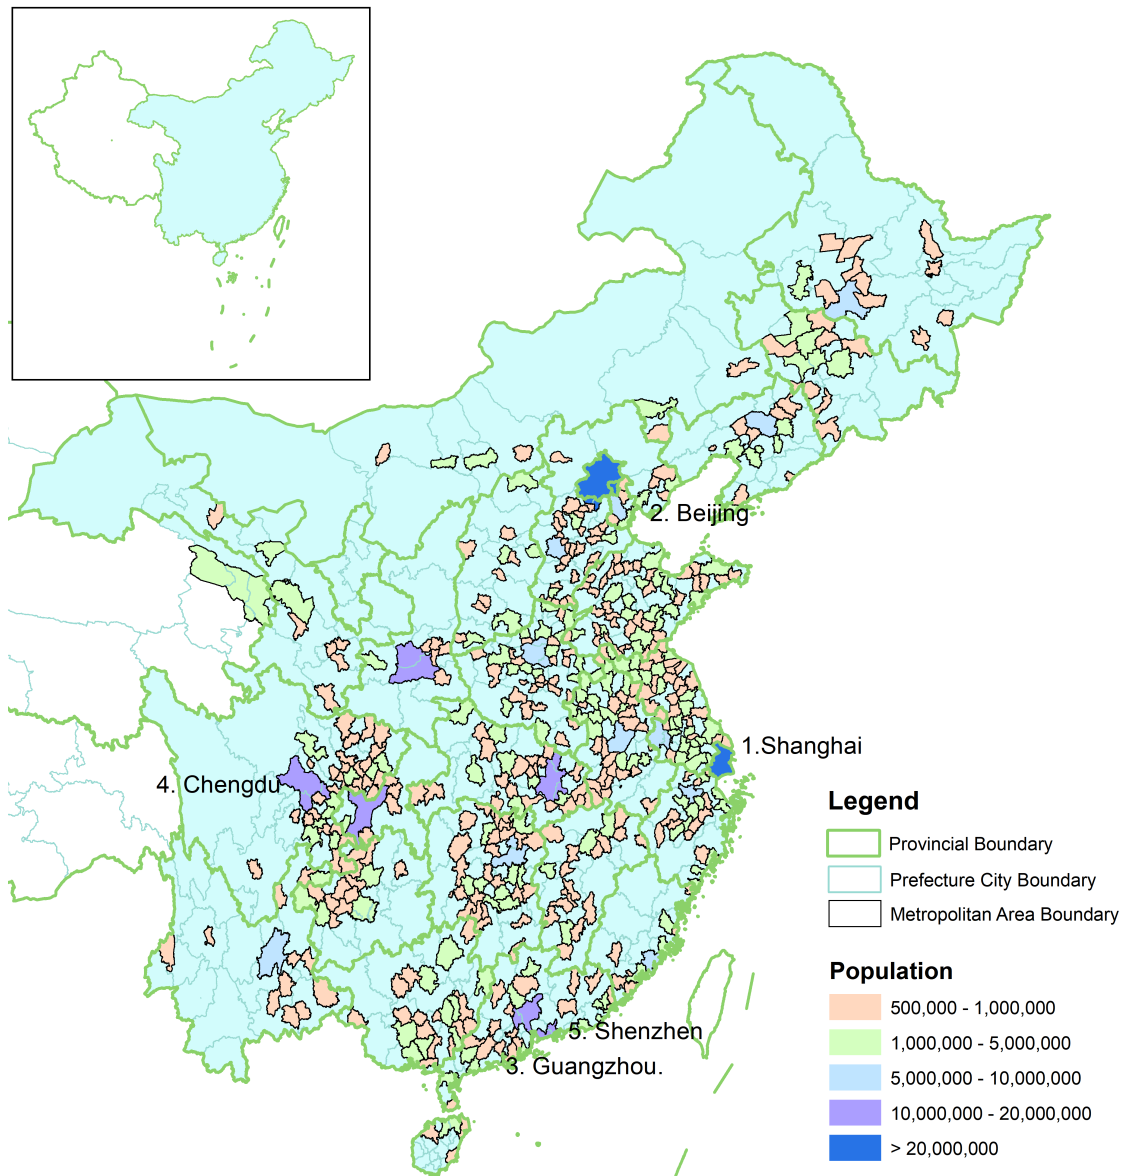 2. Beijing
1.Shanghai
4. Chengdu
5. Shenzhen
3. Guangzhou.
Legend
Provincial Boundary
Prefecture City Boundary
Metropolitan Area Boundary
Population
500,000 - 1,000,000
1,000,000 - 5,000,000
5,000,000 - 10,000,000
10,000,000 - 20,000,000
> 20,000,000